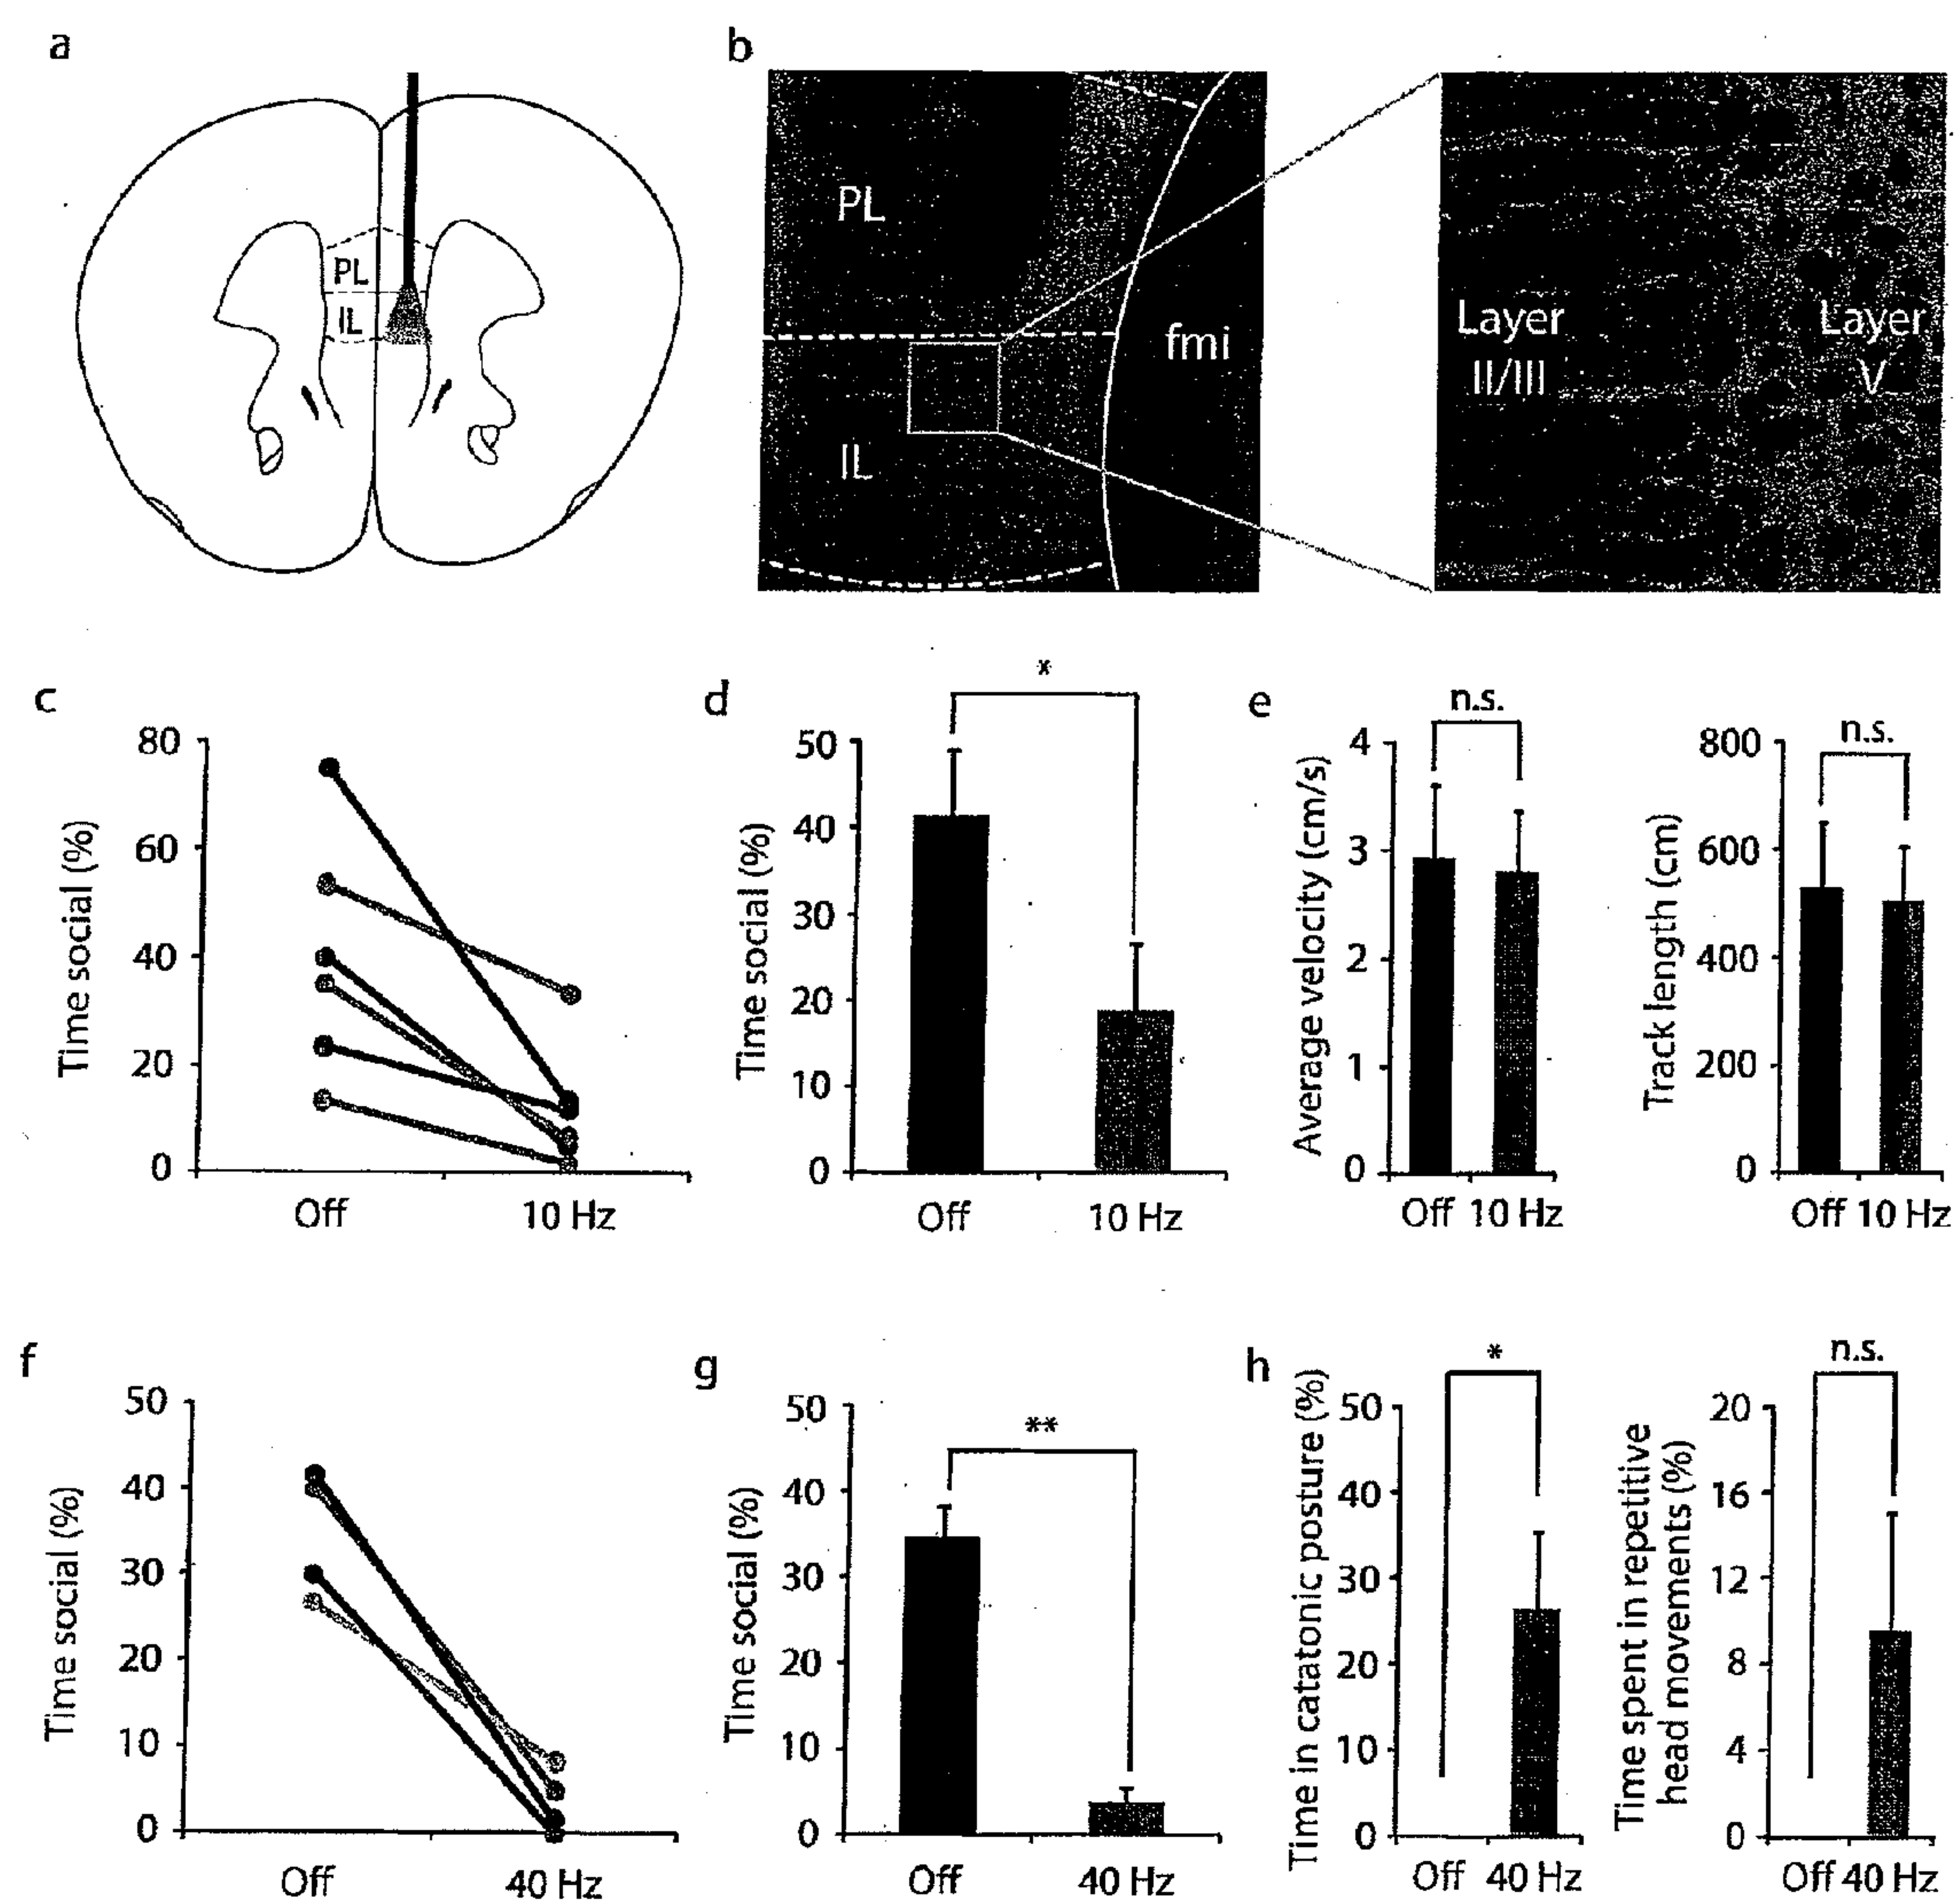 a
PL
IL
b
PL
IL
fmi
Layer
II/III
Layer
V
c
Time social (%)
80
60
40
20
0
Off
10 Hz
d
*
Time social (%)
50
40
30
20
10
0
Off
10 Hz
e
n.s.
Average velocity (cm/s)
4
3
2
1
0
Off 10 Hz
n.s.
Track length (cm)
800
600
400
200
0
Off 10 Hz
f
Time social (%)
50
40
30
20
10
0
Off
40 Hz
g
**
Time social (%)
50
40
30
20
10
0
Off
40 Hz
h
*
Time in catatonic posture (%)
50
40
30
20
10
0
Off 40 Hz
n.s.
Time spent in repetitive
head movements (%)
20
16
12
8
4
0
Off 40 Hz